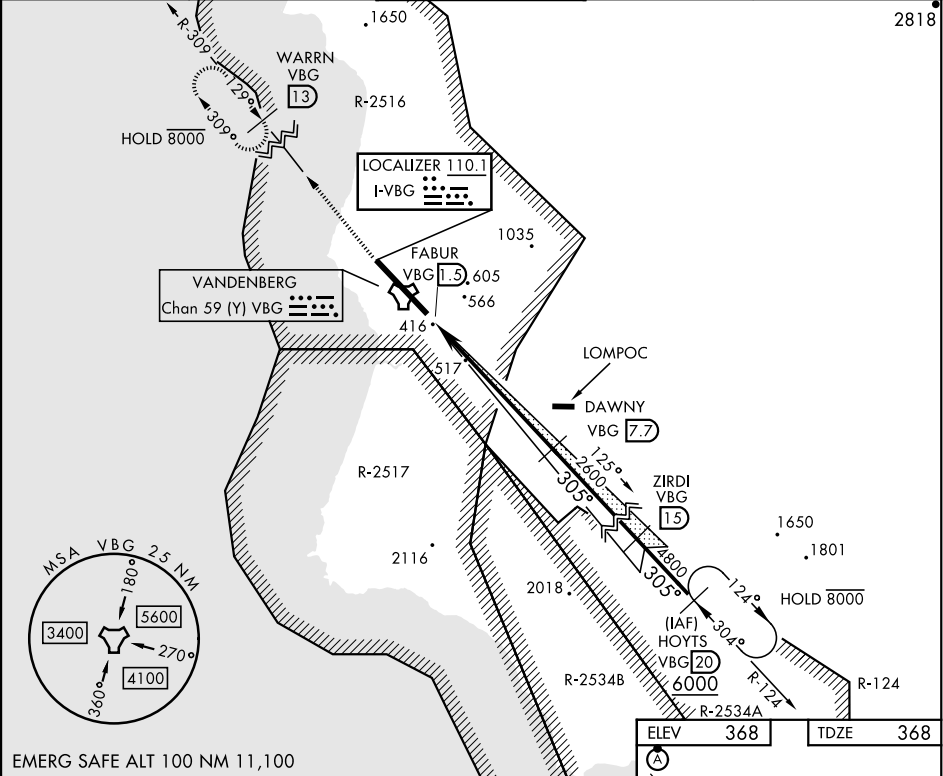 1650
2818
R-309
WARRN
VBG
13
129°
309°
R-2516
HOLD 8000
LOCALIZER 110.1
I-VBG
1035
FABUR
VBG 1.5
605
566
VANDENBERG
Chan 59 (Y) VBG
416
517
LOMPOC
DAWNY
VBG 7.7
125°
2600
305°
R-2517
ZIRDI
VBG
15
1650
1801
4800
305°
2116
2018
124°
304°
HOLD 8000
(IAF)
HOYTS
VBG 20
6000
R-124
R-124
R-2534B
R-2534A
MSA VBG 25 NM
180°
5600
3400
270°
4100
360°
ELEV 368
TDZE 368
A
EMERG SAFE ALT 100 NM 11,100